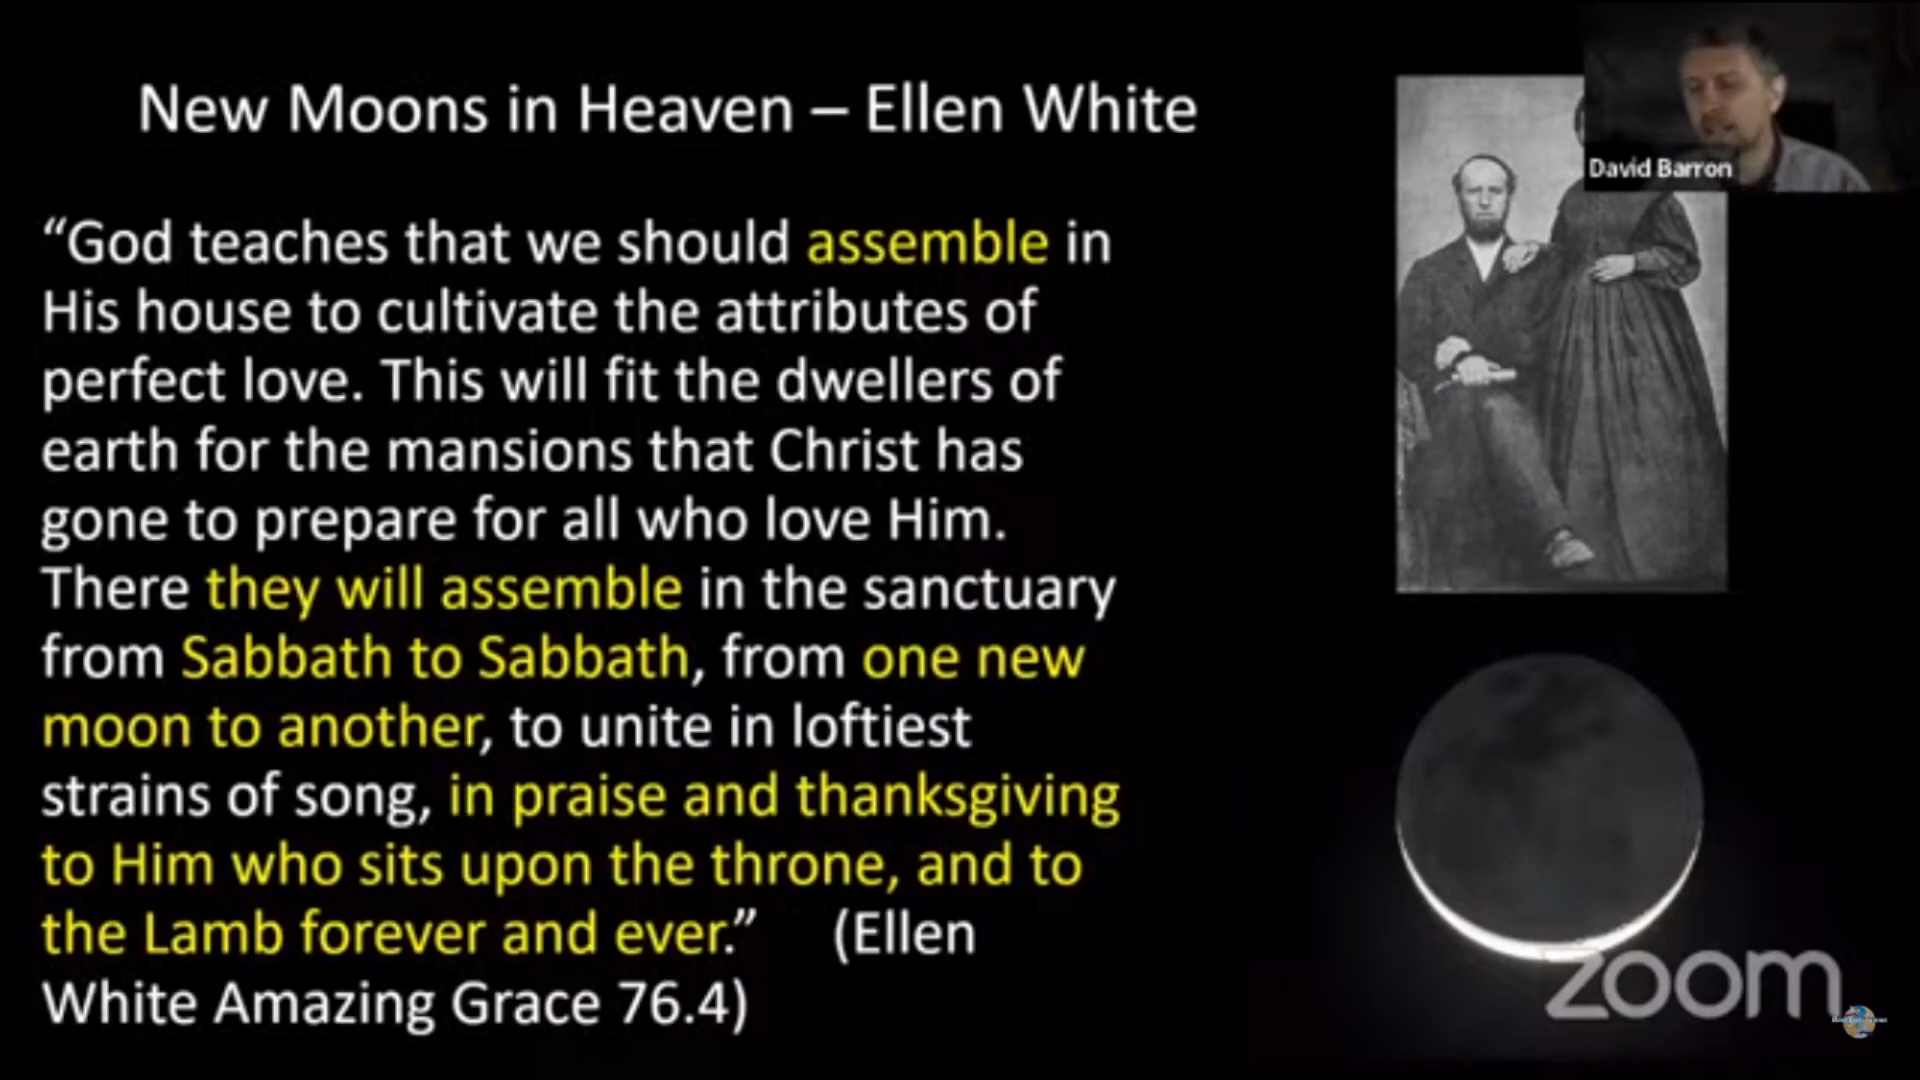 New Moons in Heaven – Ellen White
David Barron
“God teaches that we should assemble in
His house to cultivate the attributes of
perfect love. This will fit the dwellers of
earth for the mansions that Christ has
gone to prepare for all who love Him.
There they will assemble in the sanctuary
from Sabbath to Sabbath, from one new
moon to another, to unite in loftiest
strains of song, in praise and thanksgiving
to Him who sits upon the throne, and to
the Lamb forever and ever.” (Ellen
White Amazing Grace 76.4)
zoom